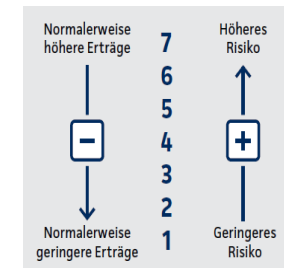 Normalerweise
höhere Erträge
Höheres
Risiko
7
6
5
4
3
2
1
−
+
Normalerweise
geringere Erträge
Geringeres
Risiko